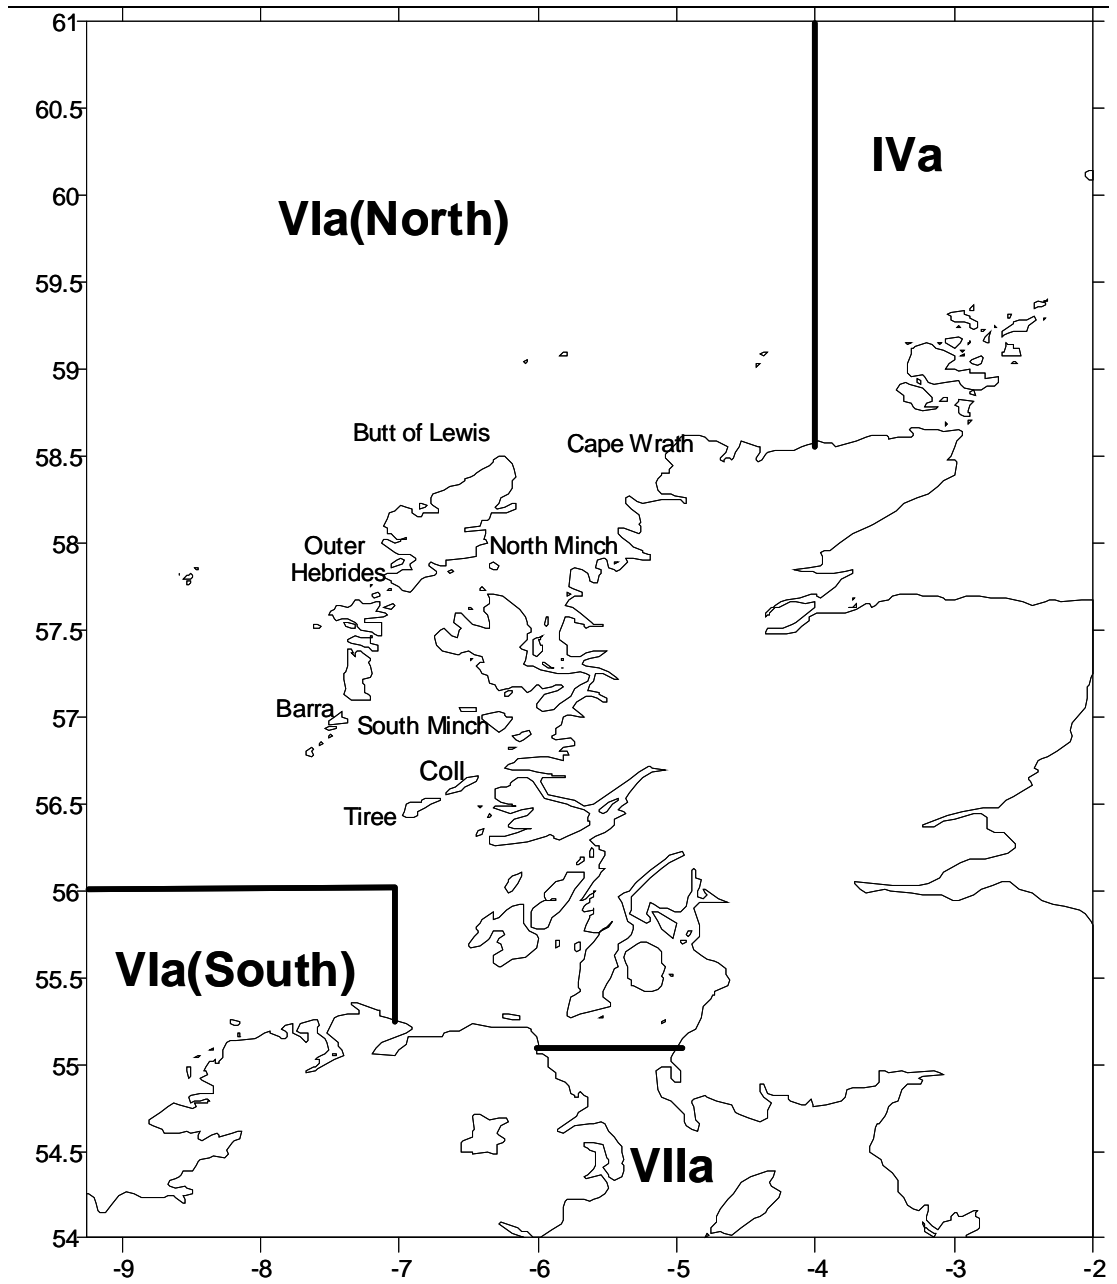 61
60.5
IVa
60
VIa(North)
59.5
59
Butt of Lewis
Cape Wrath
58.5
58
Outer
Hebrides
North Minch
57.5
57
Barra
South Minch
Coll
56.5
Tiree
56
VIa(South)
55.5
55
54.5
VIIa
54
-9
-8
-7
-6
-5
-4
-3
-2